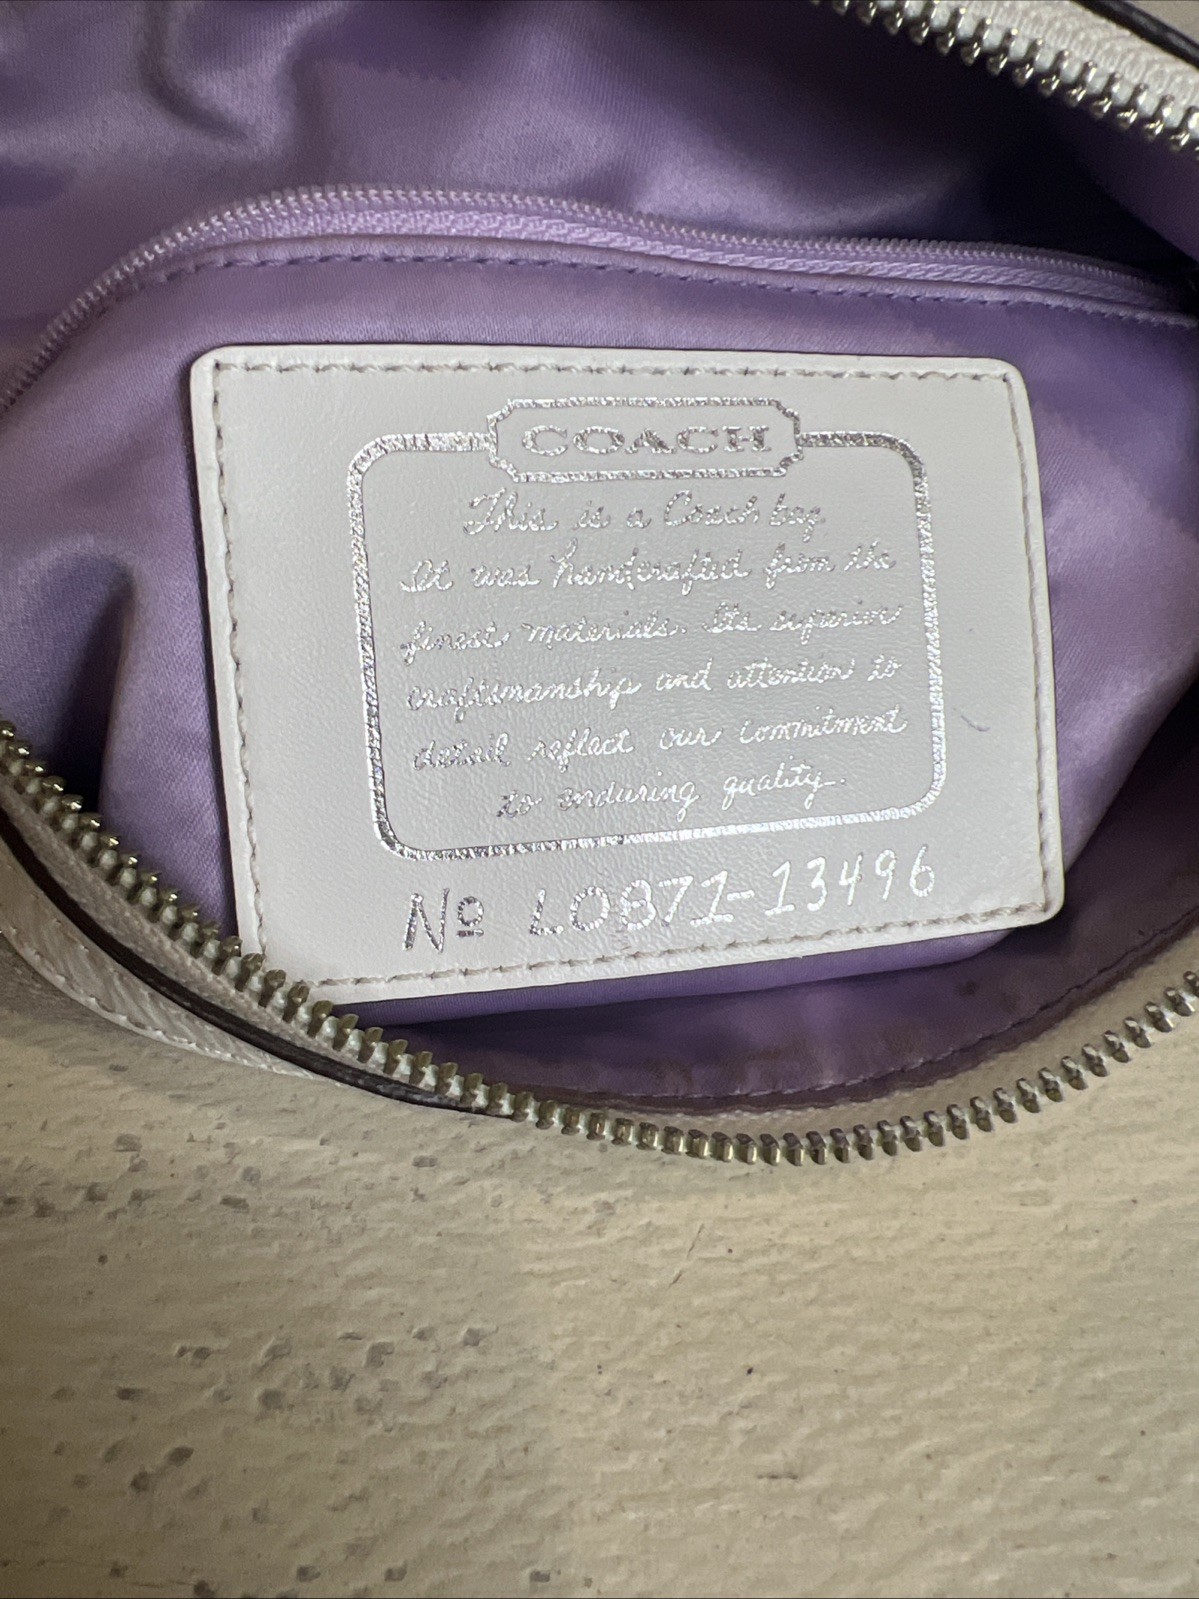 COACH
This is a Coach bag.
It was handcrafted from the
finest materials. Its superior
craftsmanship and attention to
detail reflect our commitment
to enduring quality.
Nº L0871-13496